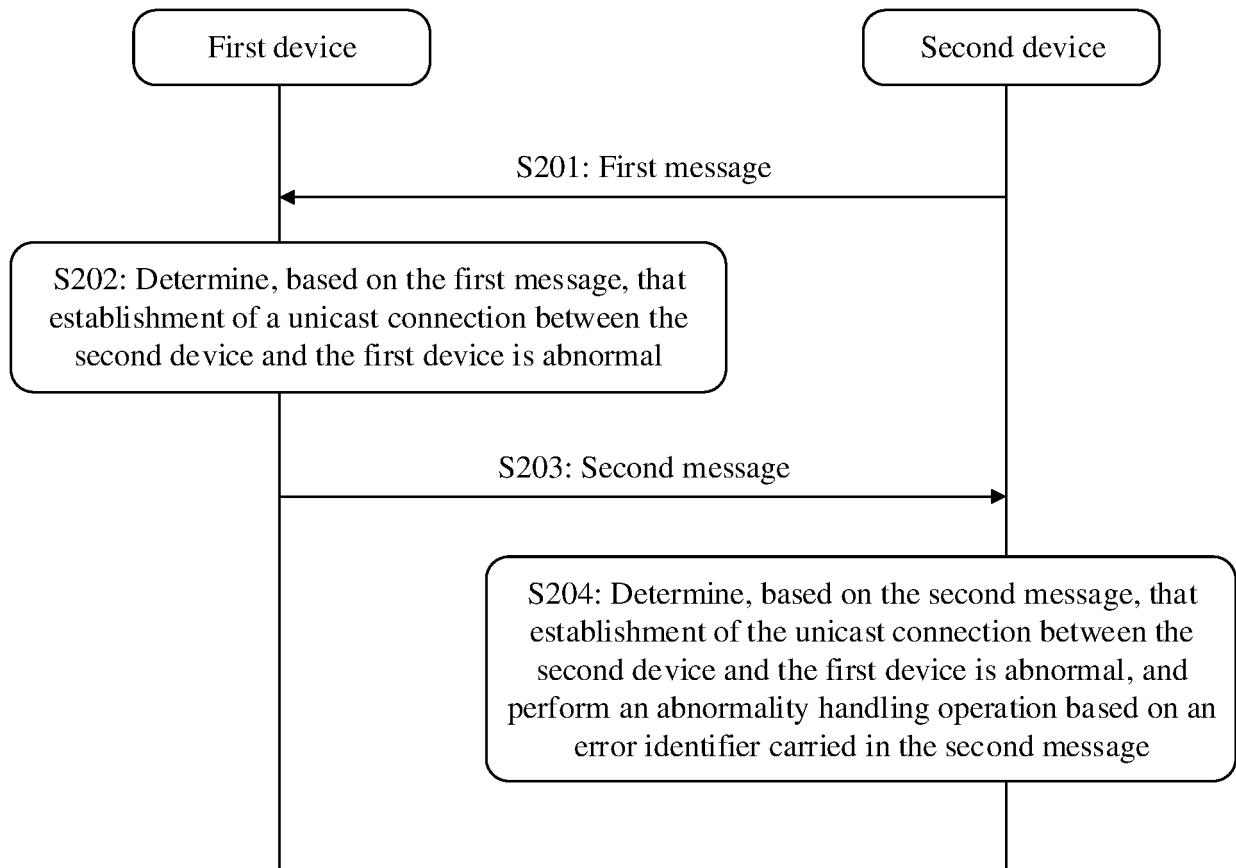 First device
Second device
S201: First message
S202: Determine, based on the first message, that
establishment of a unicast connection between the
second device and the first device is abnormal
S203: Second message
S204: Determine, based on the second message, that
establishment of the unicast connection between the
second device and the first device is abnormal, and
perform an abnormality handling operation based on an
error identifier carried in the second message